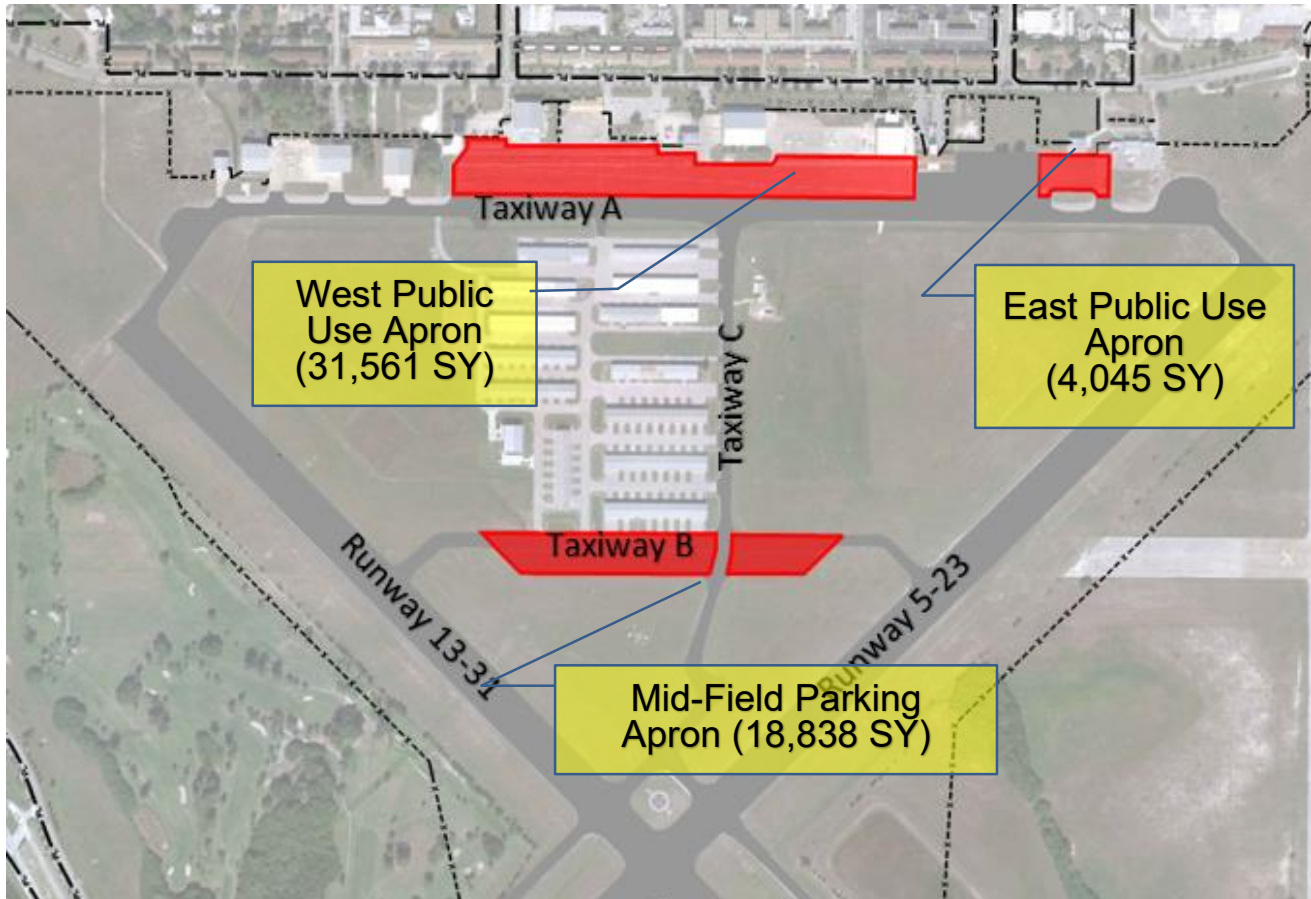 Taxiway A
West Public
Use Apron
(31,561 SY)
East Public Use
Apron
(4,045 SY)
Taxiway C
Taxiway B
Runway 13-31
Runway 5-23
Mid-Field Parking
Apron (18,838 SY)